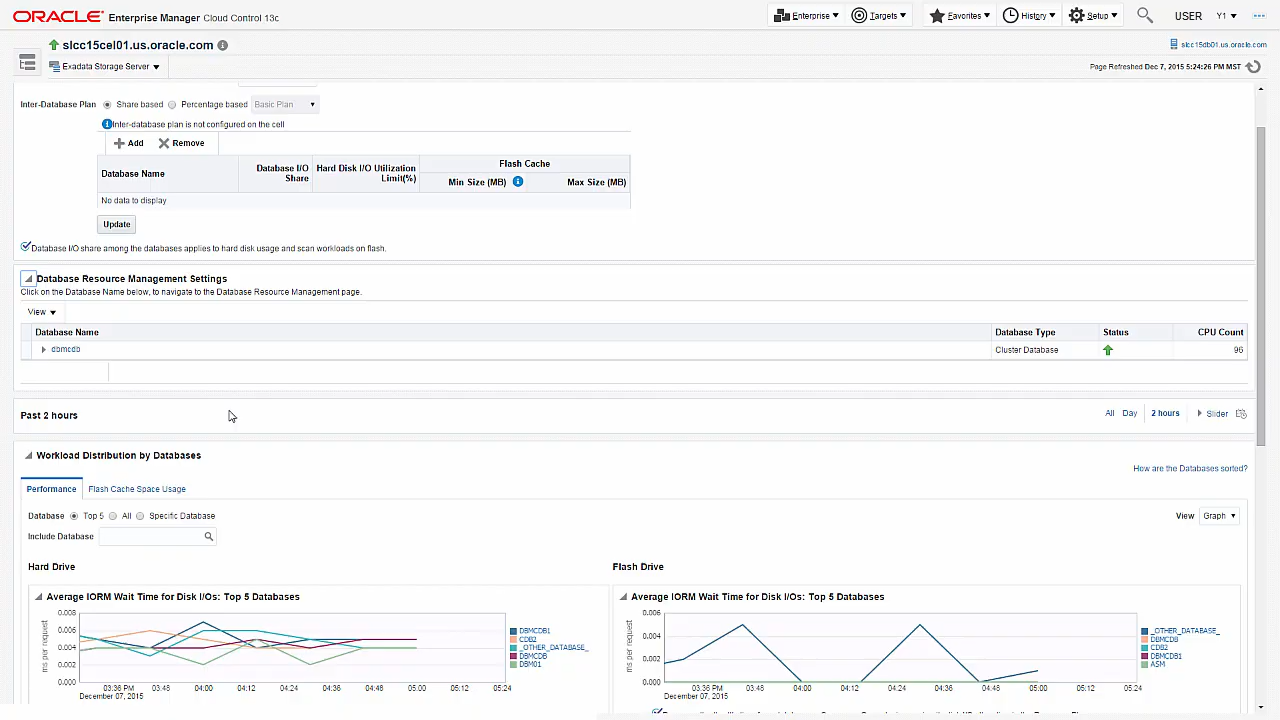 ORACLE Enterprise Manager Cloud Control 13c
Enterprise Targets Favorites History Setup USER Y1
slcc15cel01.us.oracle.com
slcc15db01.us.oracle.com
Exadata Storage Server
Page Refreshed Dec 7, 2015 5:24:26 PM MST
Inter-Database Plan Share based Percentage based Basic Plan
Inter-database plan is not configured on the cell
Add Remove
Database Name Database I/O Share Hard Disk I/O Utilization Limit(%) Flash Cache
Min Size (MB) Max Size (MB)
No data to display
Update
Database I/O share among the databases applies to hard disk usage and scan workloads on flash.
Database Resource Management Settings
Click on the Database Name below, to navigate to the Database Resource Management page.
View
Database Name Database Type Status CPU Count
dbmcdb Cluster Database 96
Past 2 hours All Day 2 hours Slider
Workload Distribution by Databases
How are the Databases sorted?
Performance Flash Cache Space Usage
Database Top 5 All Specific Database View Graph
Include Database
Hard Drive Flash Drive
Average IORM Wait Time for Disk I/Os: Top 5 Databases
0.008
0.006
0.004
0.002
0.000
ms per request
03:36 PM 03:48 04:00 04:12 04:24 04:36 04:48 05:00 05:12 05:24
December 07, 2015
DBMCDB1
CDB2
_OTHER_DATABASE_
DBMCDB
DBM01
Average IORM Wait Time for Disk I/Os: Top 5 Databases
0.006
0.004
0.002
0.000
ms per request
03:36 PM 03:48 04:00 04:12 04:24 04:36 04:48 05:00 05:12 05:24
December 07, 2015
_OTHER_DATABASE_
DBMCDB
CDB2
DBMCDB1
ASM